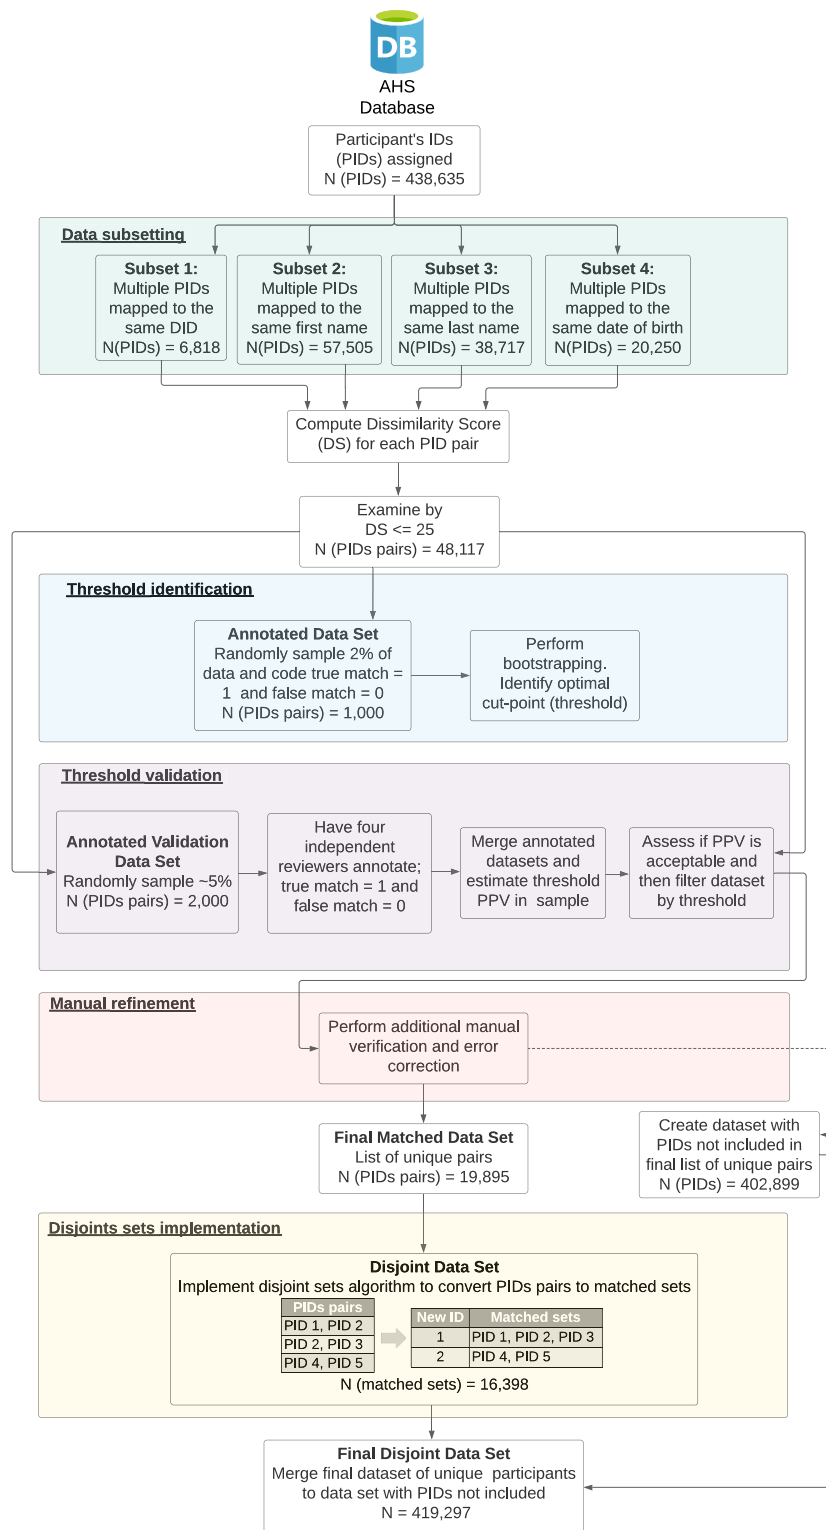 DB
AHS
Database
Participant's IDs
(PIDs) assigned
N (PIDs) = 438,635
Data subsetting
Subset 1:
Multiple PIDs
mapped to the
same DID
N(PIDs) = 6,818
Subset 2:
Multiple PIDs
mapped to the
same first name
N(PIDs) = 57,505
Subset 3:
Multiple PIDs
mapped to the
same last name
N(PIDs) = 38,717
Subset 4:
Multiple PIDs
mapped to the
same date of birth
N(PIDs) = 20,250
Compute Dissimilarity Score
(DS) for each PID pair
Examine by
DS <= 25
N (PIDs pairs) = 48,117
Threshold identification
Annotated Data Set
Randomly sample 2% of
data and code true match =
1 and false match = 0
N (PIDs pairs) = 1,000
Perform
bootstrapping.
Identify optimal
cut-point (threshold)
Threshold validation
Annotated Validation
Data Set
Randomly sample ~5%
N (PIDs pairs) = 2,000
Have four
independent
reviewers annotate;
true match = 1 and
false match = 0
Merge annotated
datasets and
estimate threshold
PPV in sample
Assess if PPV is
acceptable and
then filter dataset
by threshold
Manual refinement
Perform additional manual
verification and error
correction
Final Matched Data Set
List of unique pairs
N (PIDs pairs) = 19,895
Create dataset with
PIDs not included in
final list of unique pairs
N (PIDs) = 402,899
Disjoints sets implementation
Disjoint Data Set
Implement disjoint sets algorithm to convert PIDs pairs to matched sets
PIDs pairs
PID 1, PID 2
PID 2, PID 3
PID 4, PID 5
New ID Matched sets
1 PID 1, PID 2, PID 3
2 PID 4, PID 5
N (matched sets) = 16,398
Final Disjoint Data Set
Merge final dataset of unique participants
to data set with PIDs not included
N = 419,297